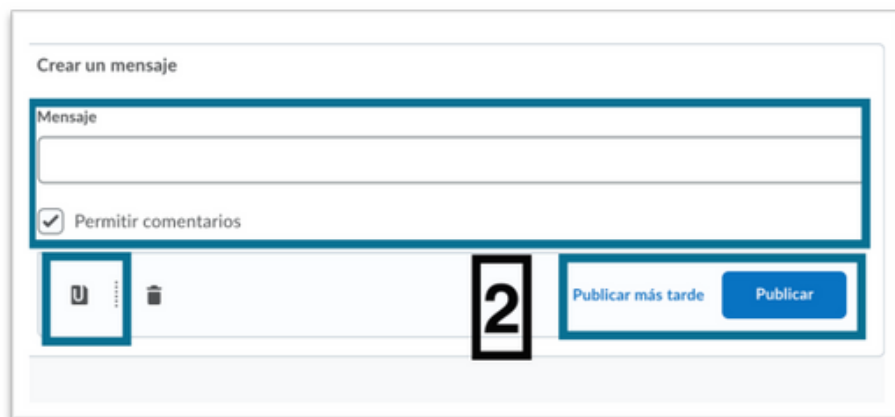 Crear un mensaje
Mensaje
Permitir comentarios
2
Publicar más tarde
Publicar